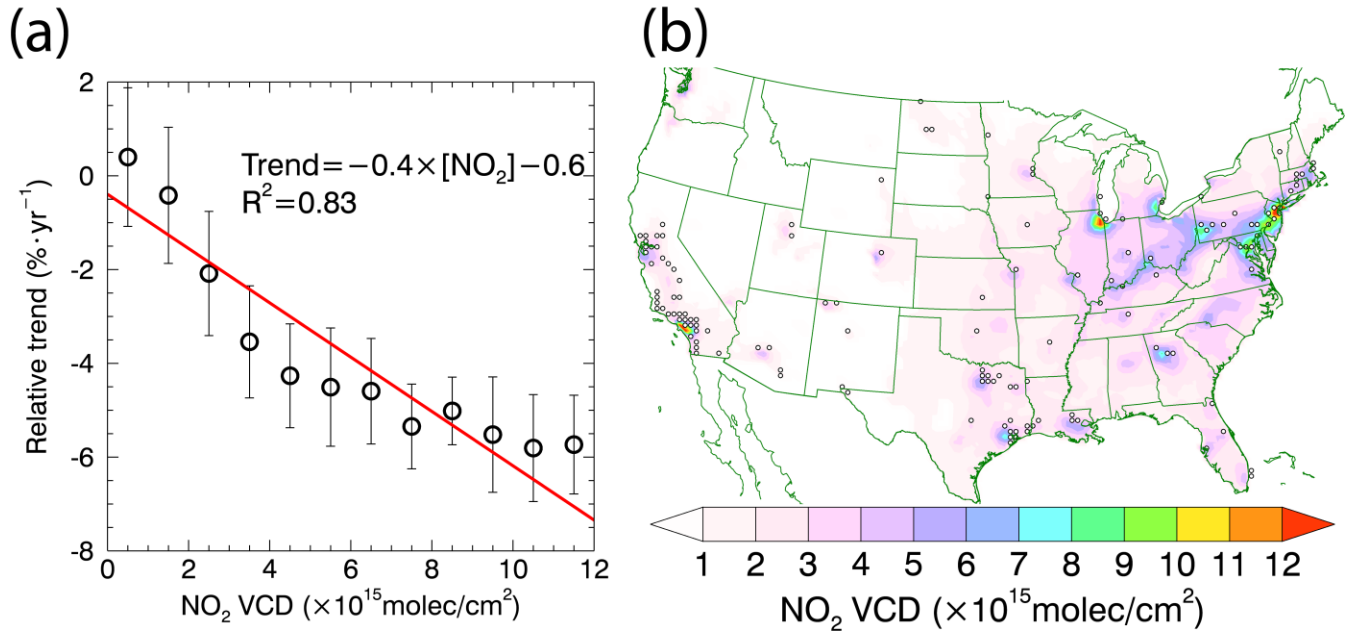 (a)
(b)
2
0
-2
-4
-6
-8
Relative trend (%·yr⁻¹)
Trend=−0.4×[NO₂]−0.6
R²=0.83
0 2 4 6 8 10 12
NO₂ VCD (×10¹⁵molec/cm²)
1 2 3 4 5 6 7 8 9 10 11 12
NO₂ VCD (×10¹⁵molec/cm²)